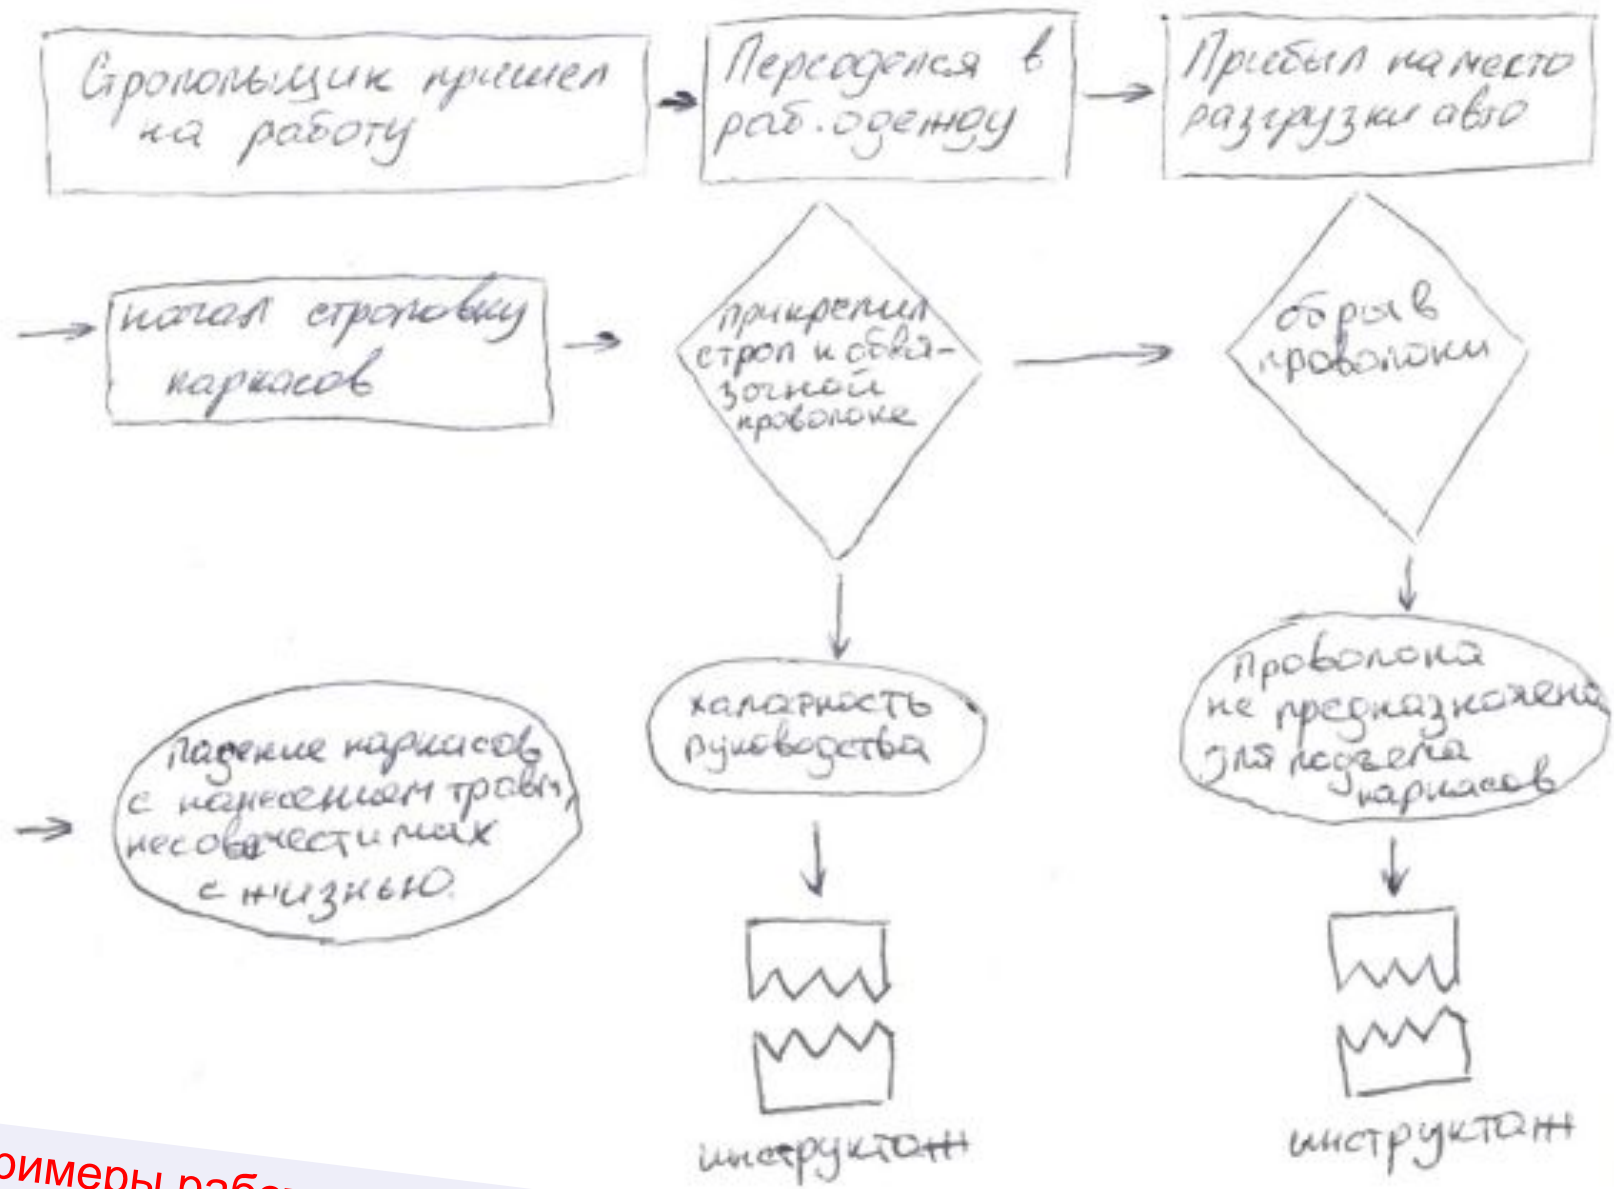 Стропольщик пришел
на работу
Переоделся в
раб. одежду
Прибыл на место
разгрузки авто
начал строповку
каркасов
прикрепил
строп к обвя-
зочной
проволоке
обрыв
проволоки
халатность
руководства
Проволока
не предназначена
для подъема
каркасов
Падение каркасов
с нанесением травм,
несовместимых
с жизнью.
инструктаж
инструктаж